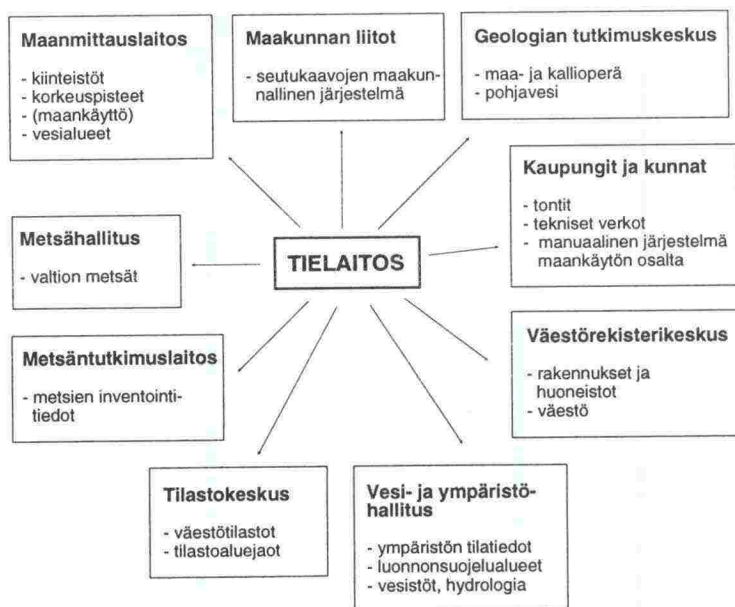 Maanmittauslaitos
- kiinteistöt
- korkeuspisteet
- (maankäyttö)
- vesialueet
Maakunnan liitot
- seutukaavojen maakun-
nallinen järjestelmä
Geologian tutkimuskeskus
- maa- ja kallioperä
- pohjavesi
Kaupungit ja kunnat
- tontit
- tekniset verkot
- manuaalinen järjestelmä
maankäytön osalta
Metsähallitus
- valtion metsät
TIELAITOS
Metsäntutkimuslaitos
- metsien inventointi-
tiedot
Väestörekisterikeskus
- rakennukset ja
huoneistot
- väestö
Tilastokeskus
- väestötilastot
- tilastoaluejaot
Vesi- ja ympäristö-
hallitus
- ympäristön tilatiedot
- luonnonsuojelualueet
- vesistöt, hydrologia